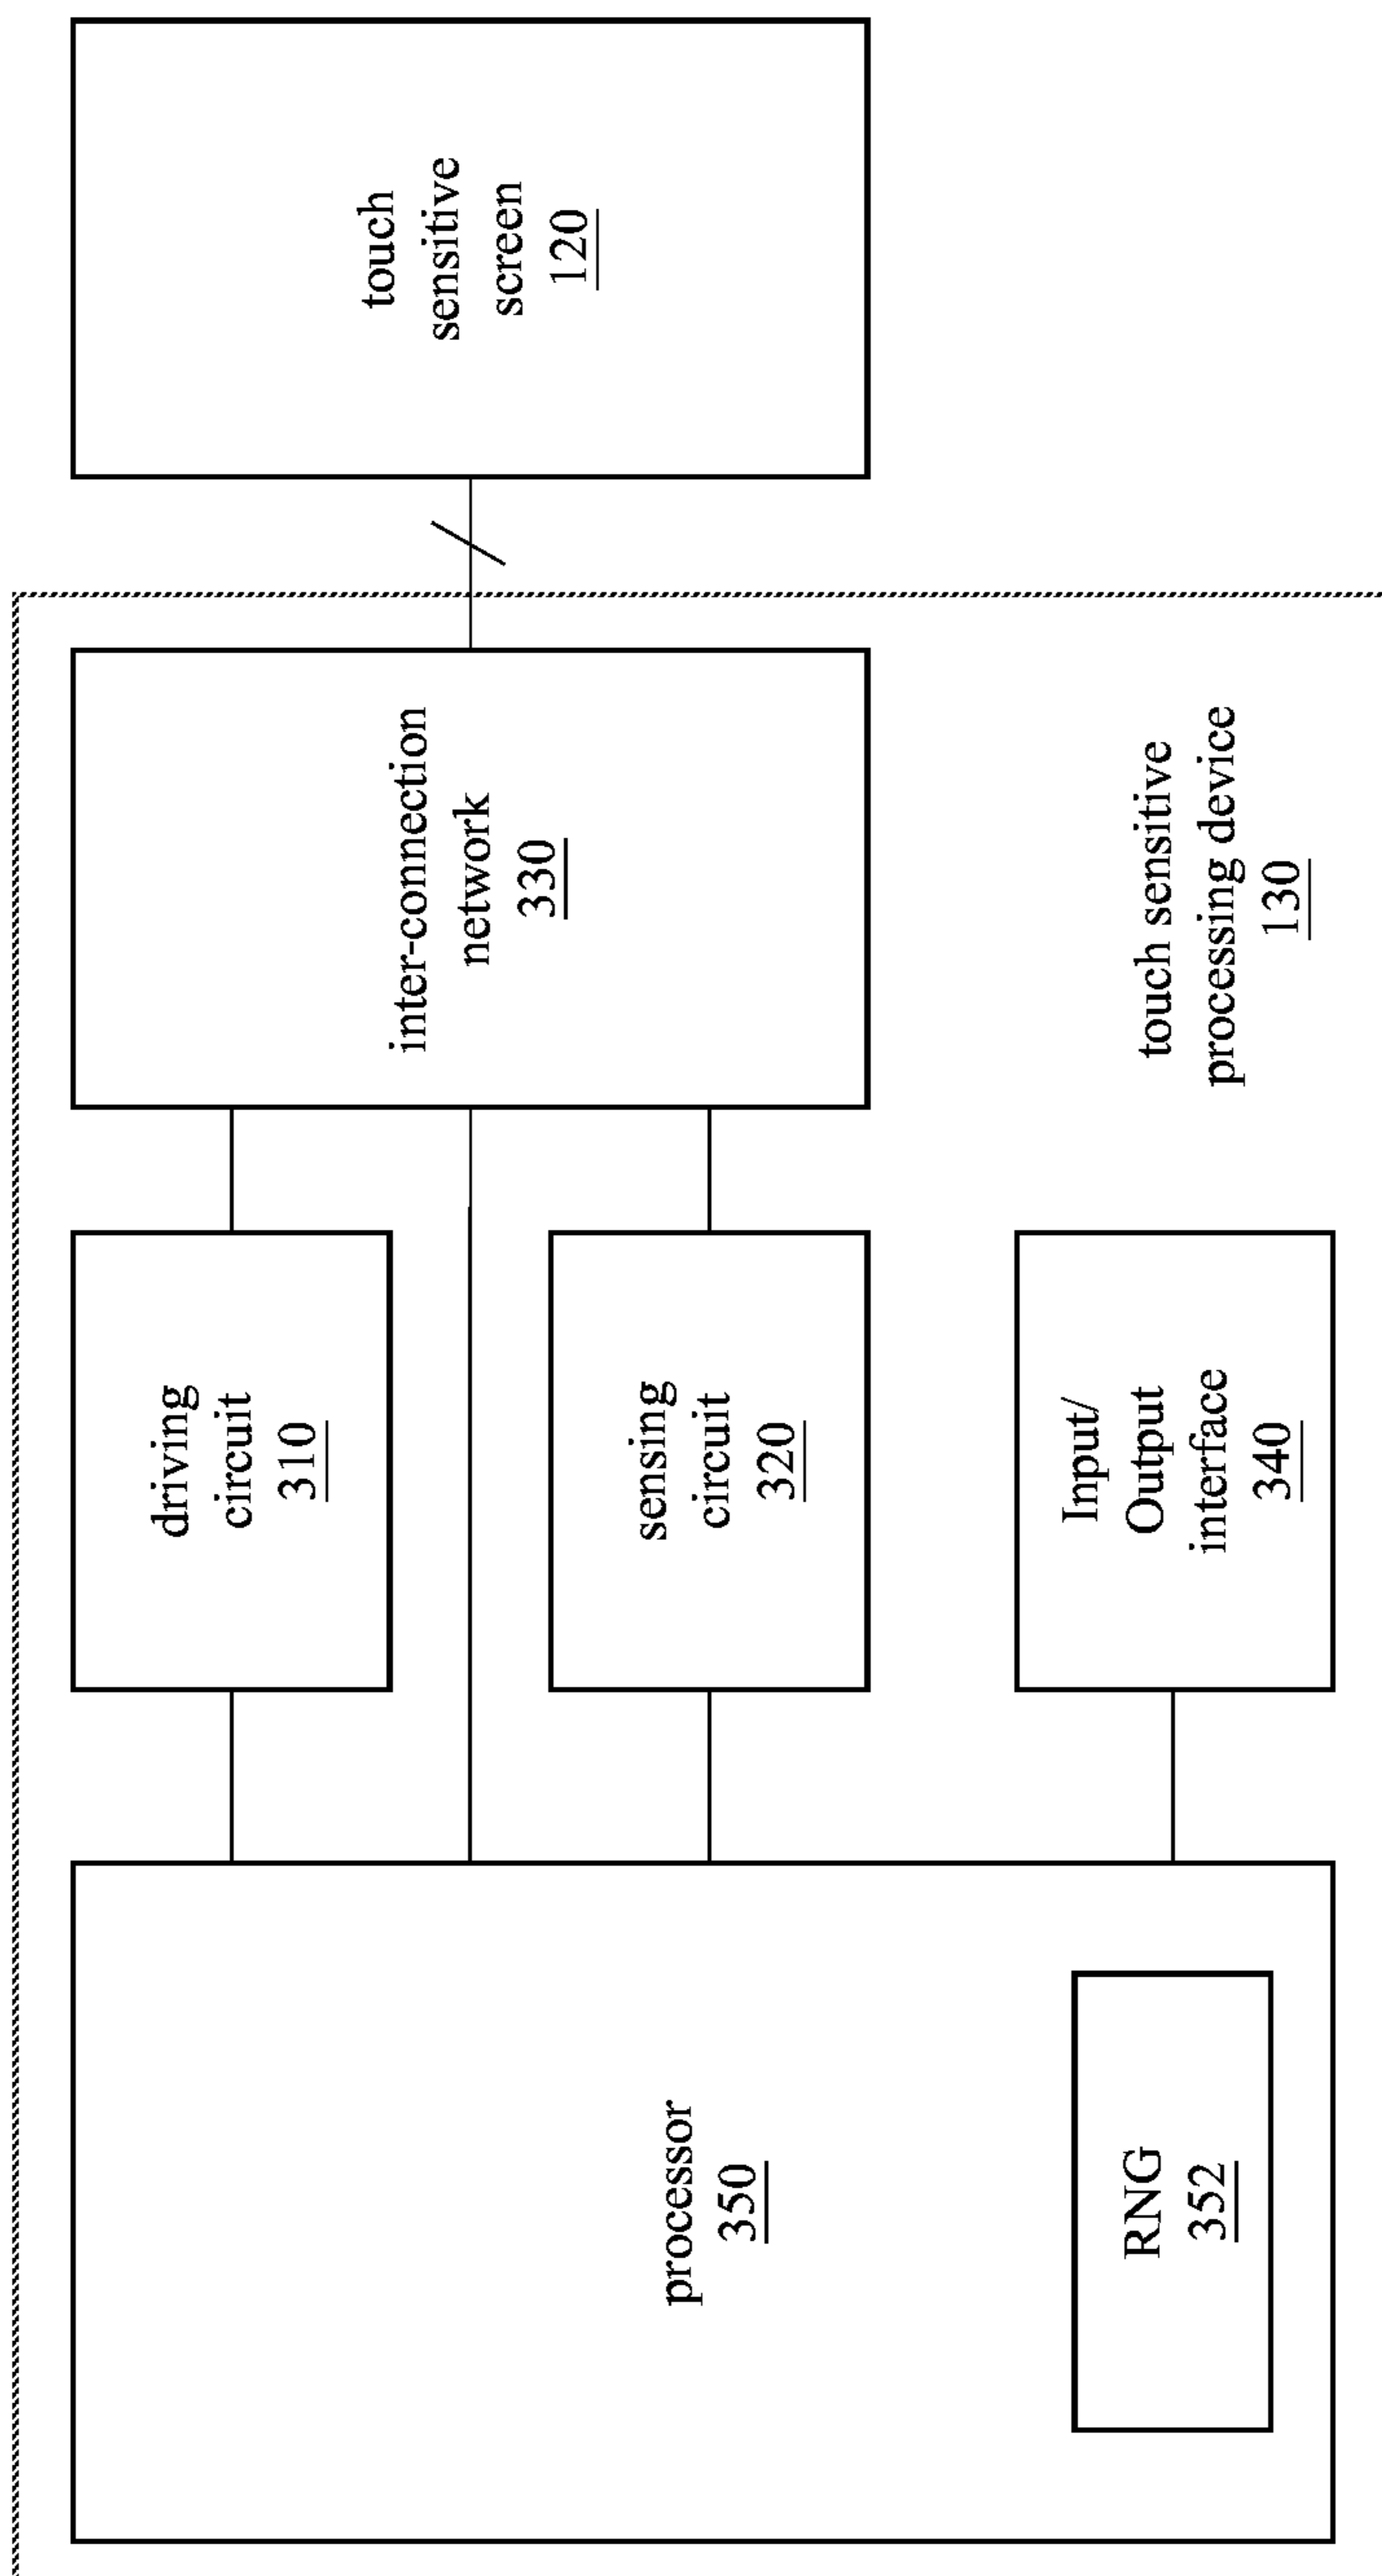 processor
350
RNG
352
driving
circuit
310
sensing
circuit
320
Input/
Output
interface
340
inter-connection
network
330
touch sensitive
processing device
130
touch
sensitive
screen
120